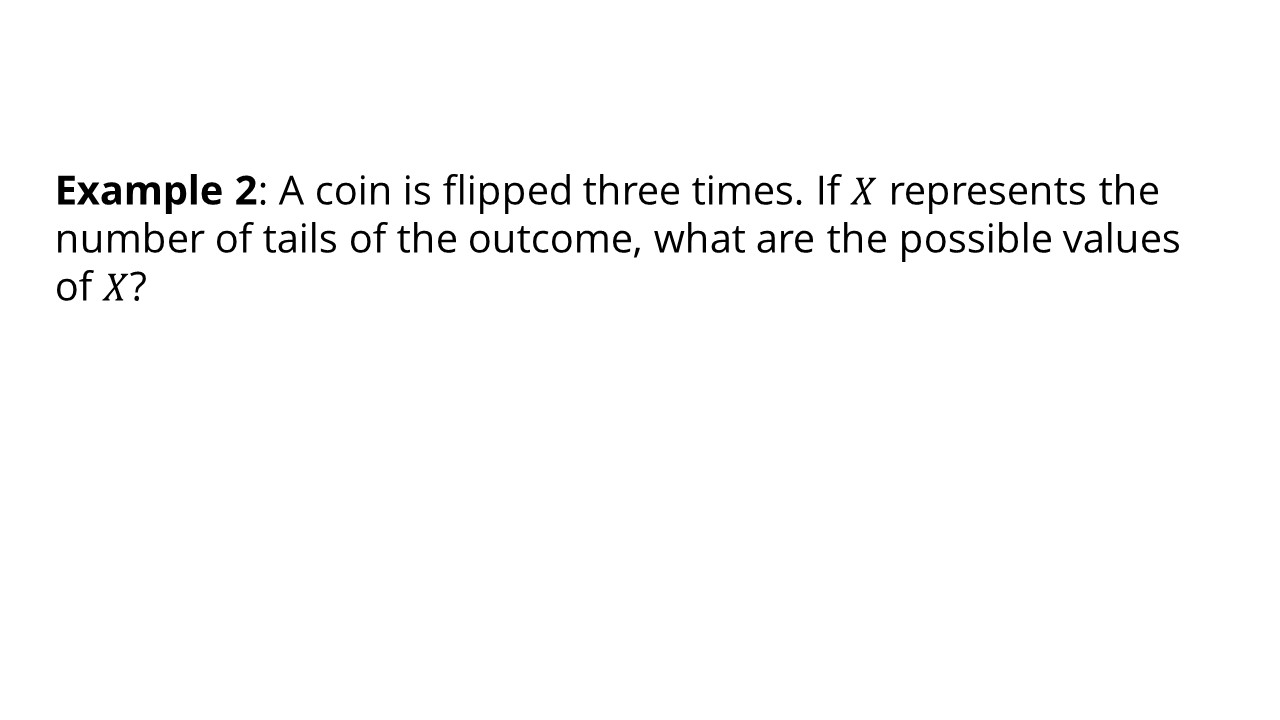 Example 2: A coin is flipped three times. If X represents the
number of tails of the outcome, what are the possible values
of X?